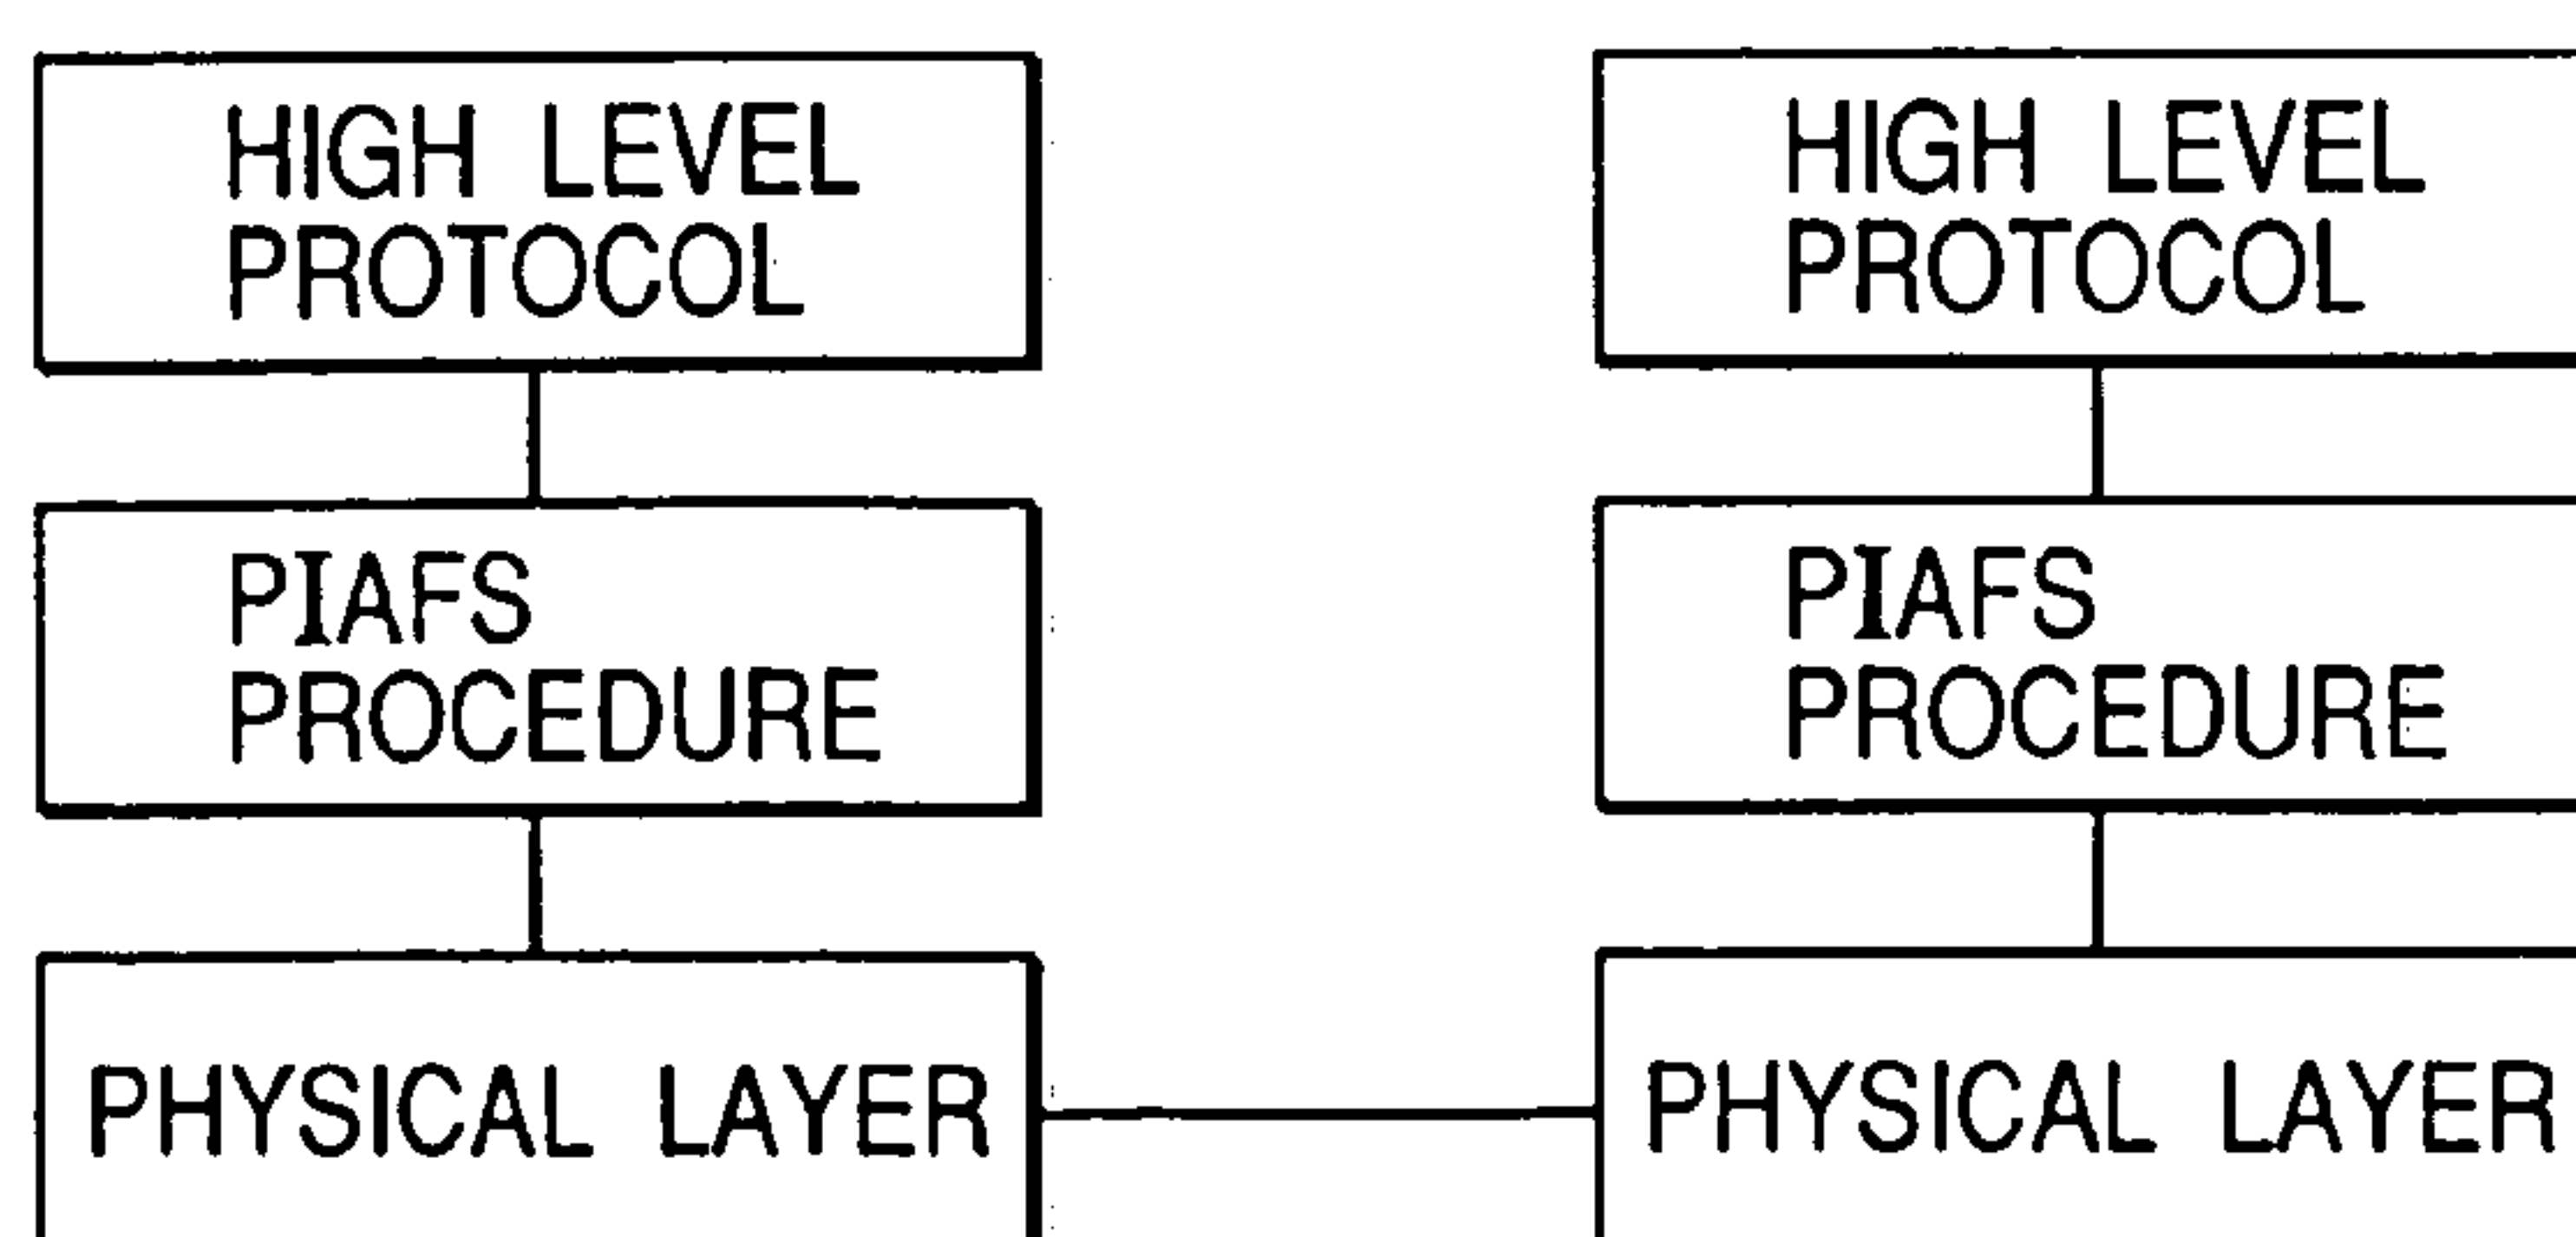 HIGH LEVEL
PROTOCOL
HIGH LEVEL
PROTOCOL
PIAFS
PROCEDURE
PIAFS
PROCEDURE
PHYSICAL LAYER
PHYSICAL LAYER